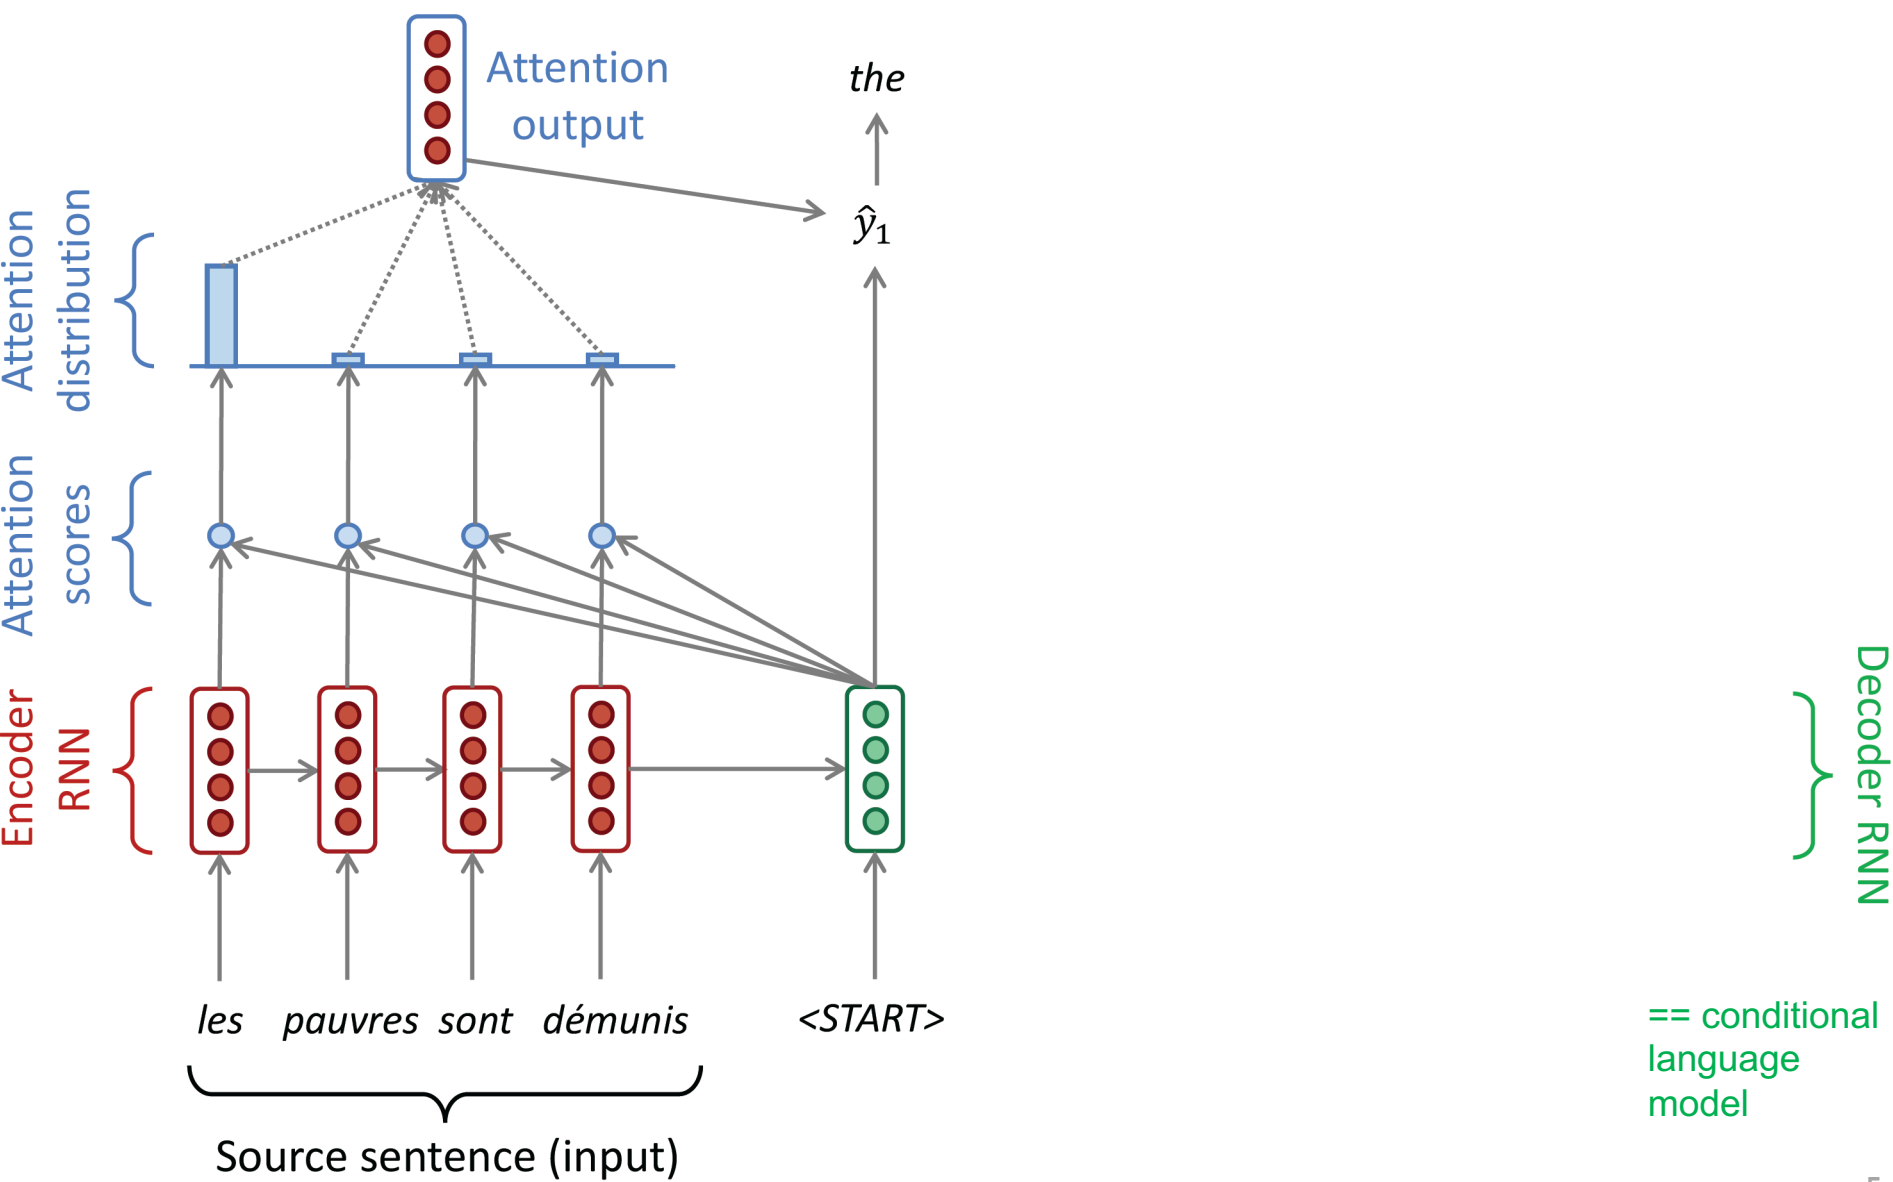 Attention
output
the
ŷ₁
Attention
distribution
Attention
scores
Encoder
RNN
Decoder RNN
les pauvres sont démunis <START>
== conditional
language
model
Source sentence (input)